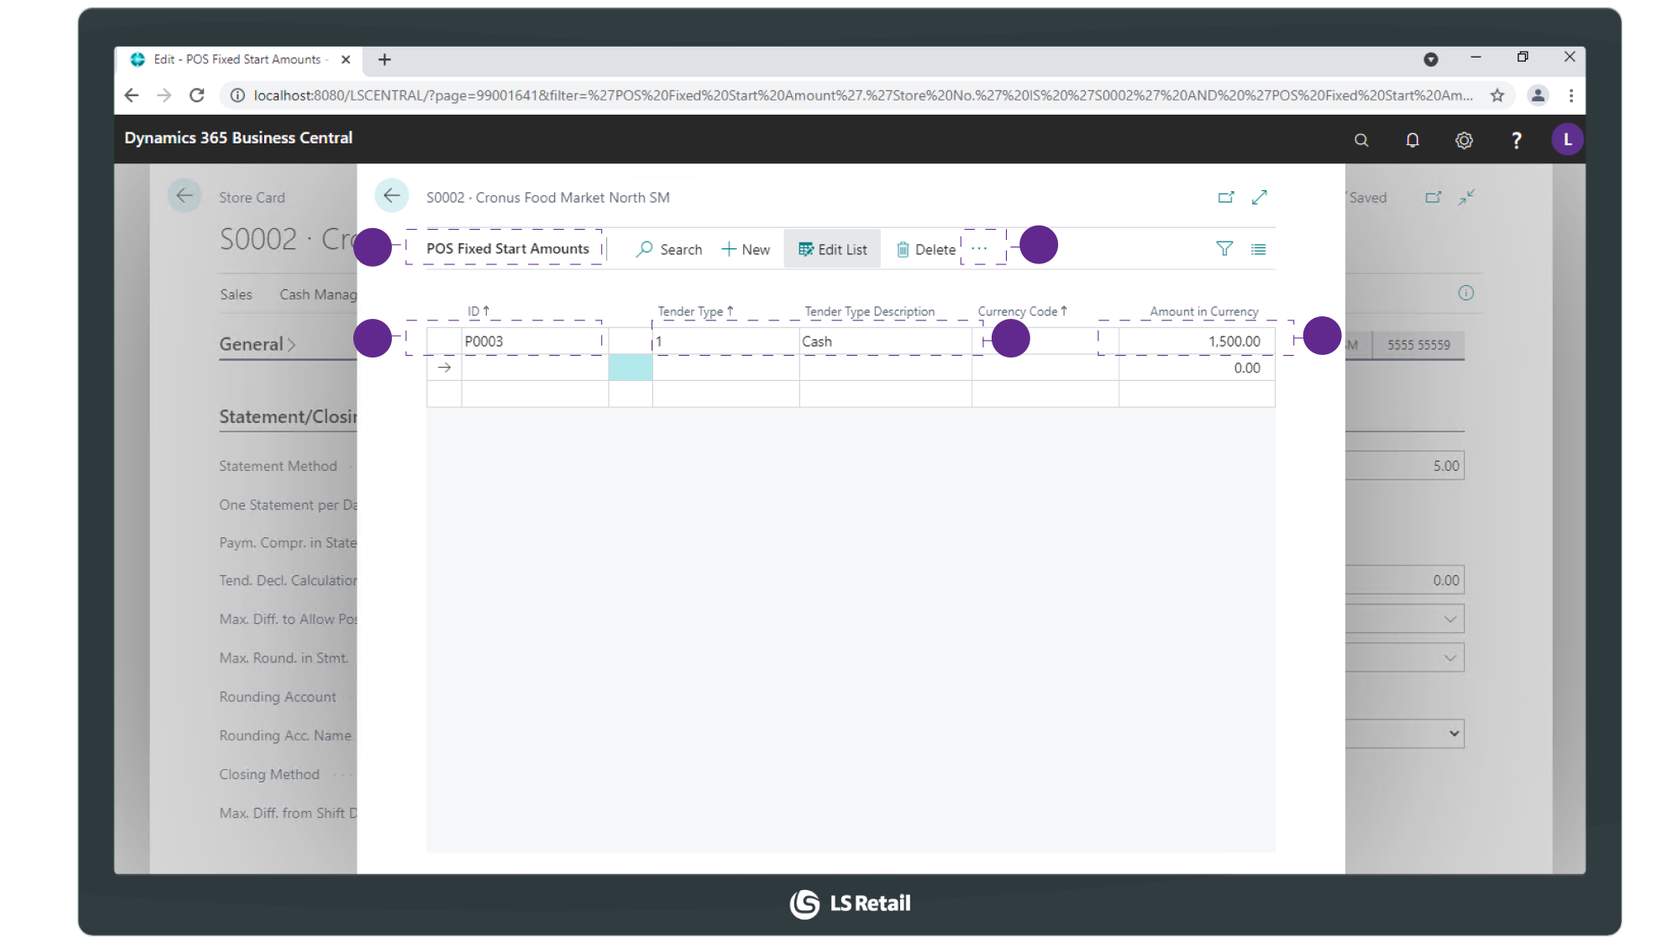 Edit - POS Fixed Start Amounts -
localhost:8080/LSCENTRAL/?page=99001641&filter=%27POS%20Fixed%20Start%20Amount%27.%27Store%20No.%27%20IS%20%27S0002%27%20AND%20%27POS%20Fixed%20Start%20Am...
Dynamics 365 Business Central
L
Store Card
S0002 · Cronus Food Market North SM
Saved
S0002 · Cr
POS Fixed Start Amounts
Search
New
Edit List
Delete
...
Sales
Cash Manag
ID ↑
Tender Type ↑
Tender Type Description
Currency Code ↑
Amount in Currency
General
P0003
1
Cash
1,500.00
5555 55559
→
0.00
Statement/Closin
Statement Method
5.00
One Statement per Da
Paym. Compr. in State
Tend. Decl. Calculation
0.00
Max. Diff. to Allow Pos
Max. Round. in Stmt.
Rounding Account
Rounding Acc. Name
Closing Method
Max. Diff. from Shift D
LS Retail